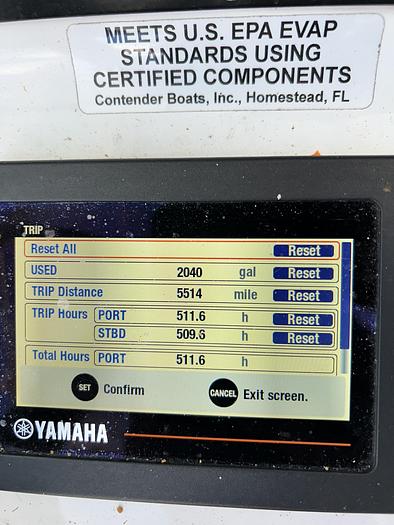 MEETS U.S. EPA EVAP
STANDARDS USING
CERTIFIED COMPONENTS
Contender Boats, Inc., Homestead, FL
TRIP
Reset All Reset
USED 2040 gal Reset
TRIP Distance 5514 mile Reset
TRIP Hours PORT 511.6 h Reset
STBD 509.6 h Reset
Total Hours PORT 511.6 h
SET Confirm CANCEL Exit screen.
YAMAHA